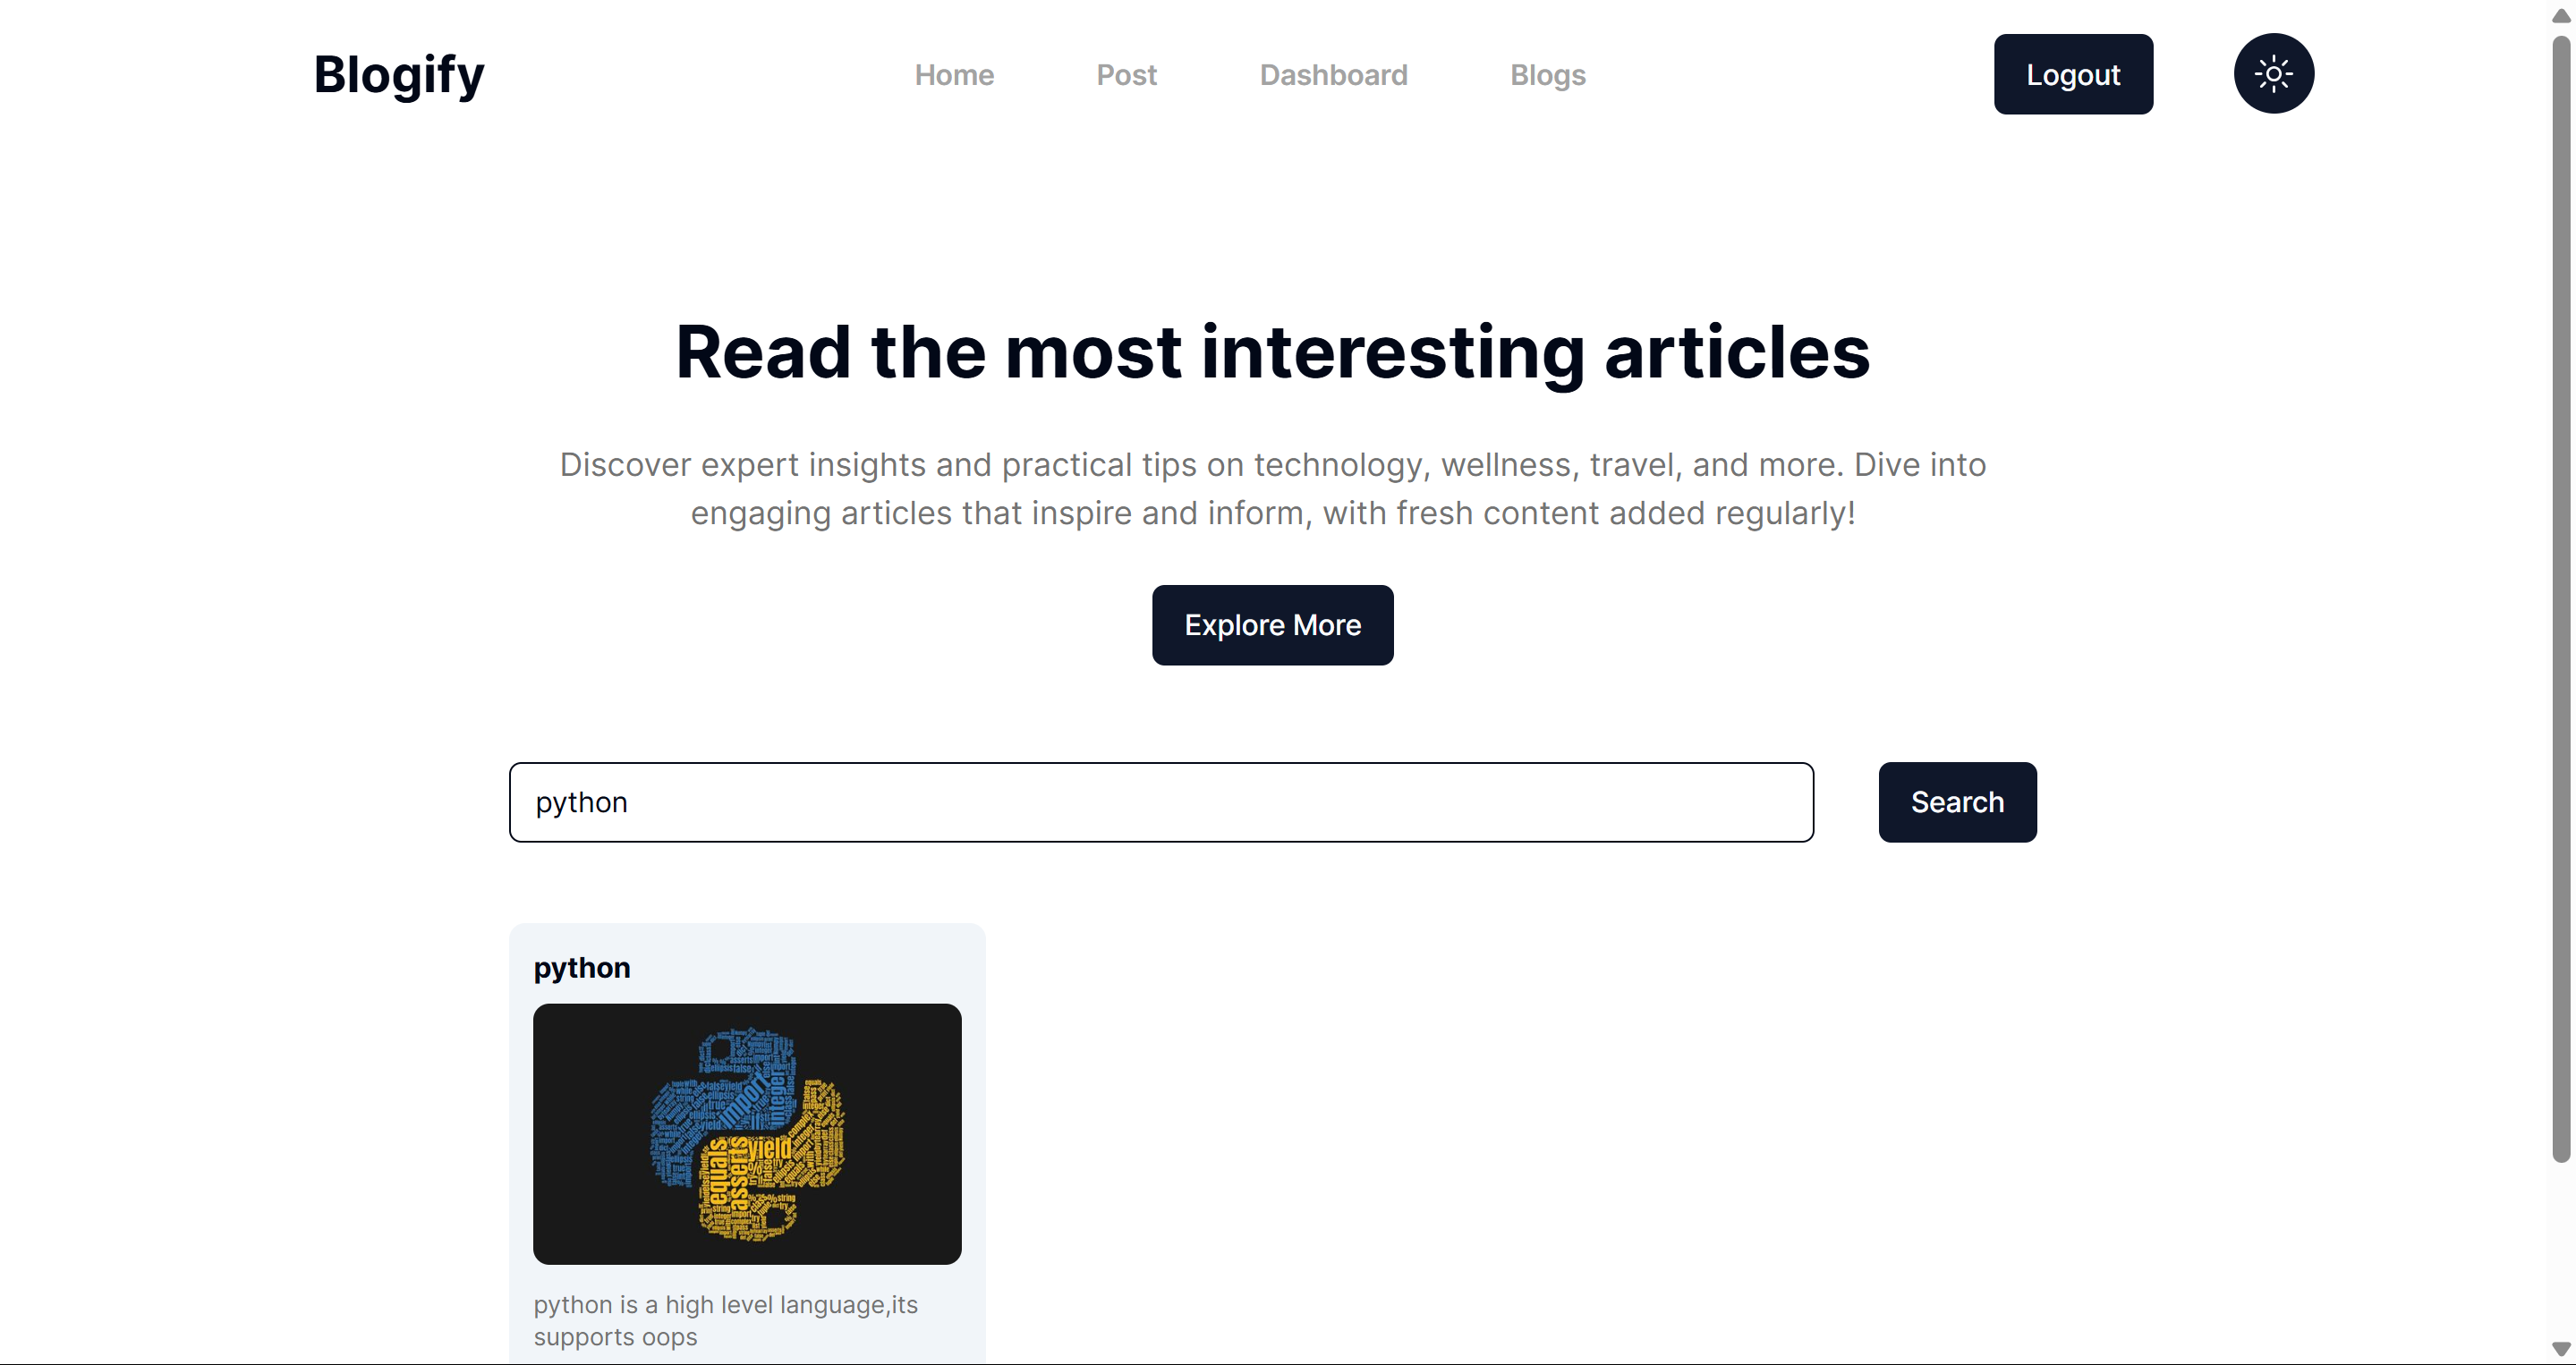 Blogify
Home Post Dashboard Blogs
Logout
Read the most interesting articles
Discover expert insights and practical tips on technology, wellness, travel, and more. Dive into
engaging articles that inspire and inform, with fresh content added regularly!
Explore More
python
Search
python
import
integer
equals
asserts
yield
python is a high level language,its
supports oops